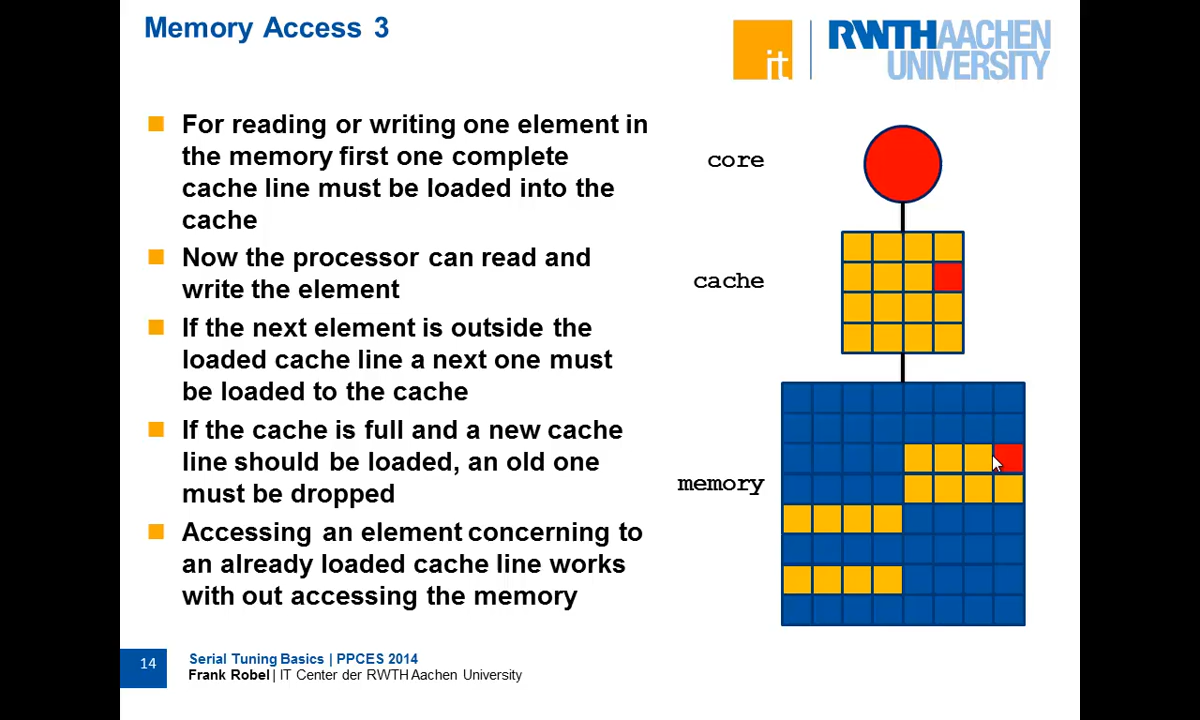 Memory Access 3
it
RWTH AACHEN
UNIVERSITY
For reading or writing one element in
the memory first one complete
cache line must be loaded into the
cache
Now the processor can read and
write the element
If the next element is outside the
loaded cache line a next one must
be loaded to the cache
If the cache is full and a new cache
line should be loaded, an old one
must be dropped
Accessing an element concerning to
an already loaded cache line works
with out accessing the memory
core
cache
memory
14
Serial Tuning Basics | PPCES 2014
Frank Robel | IT Center der RWTH Aachen University